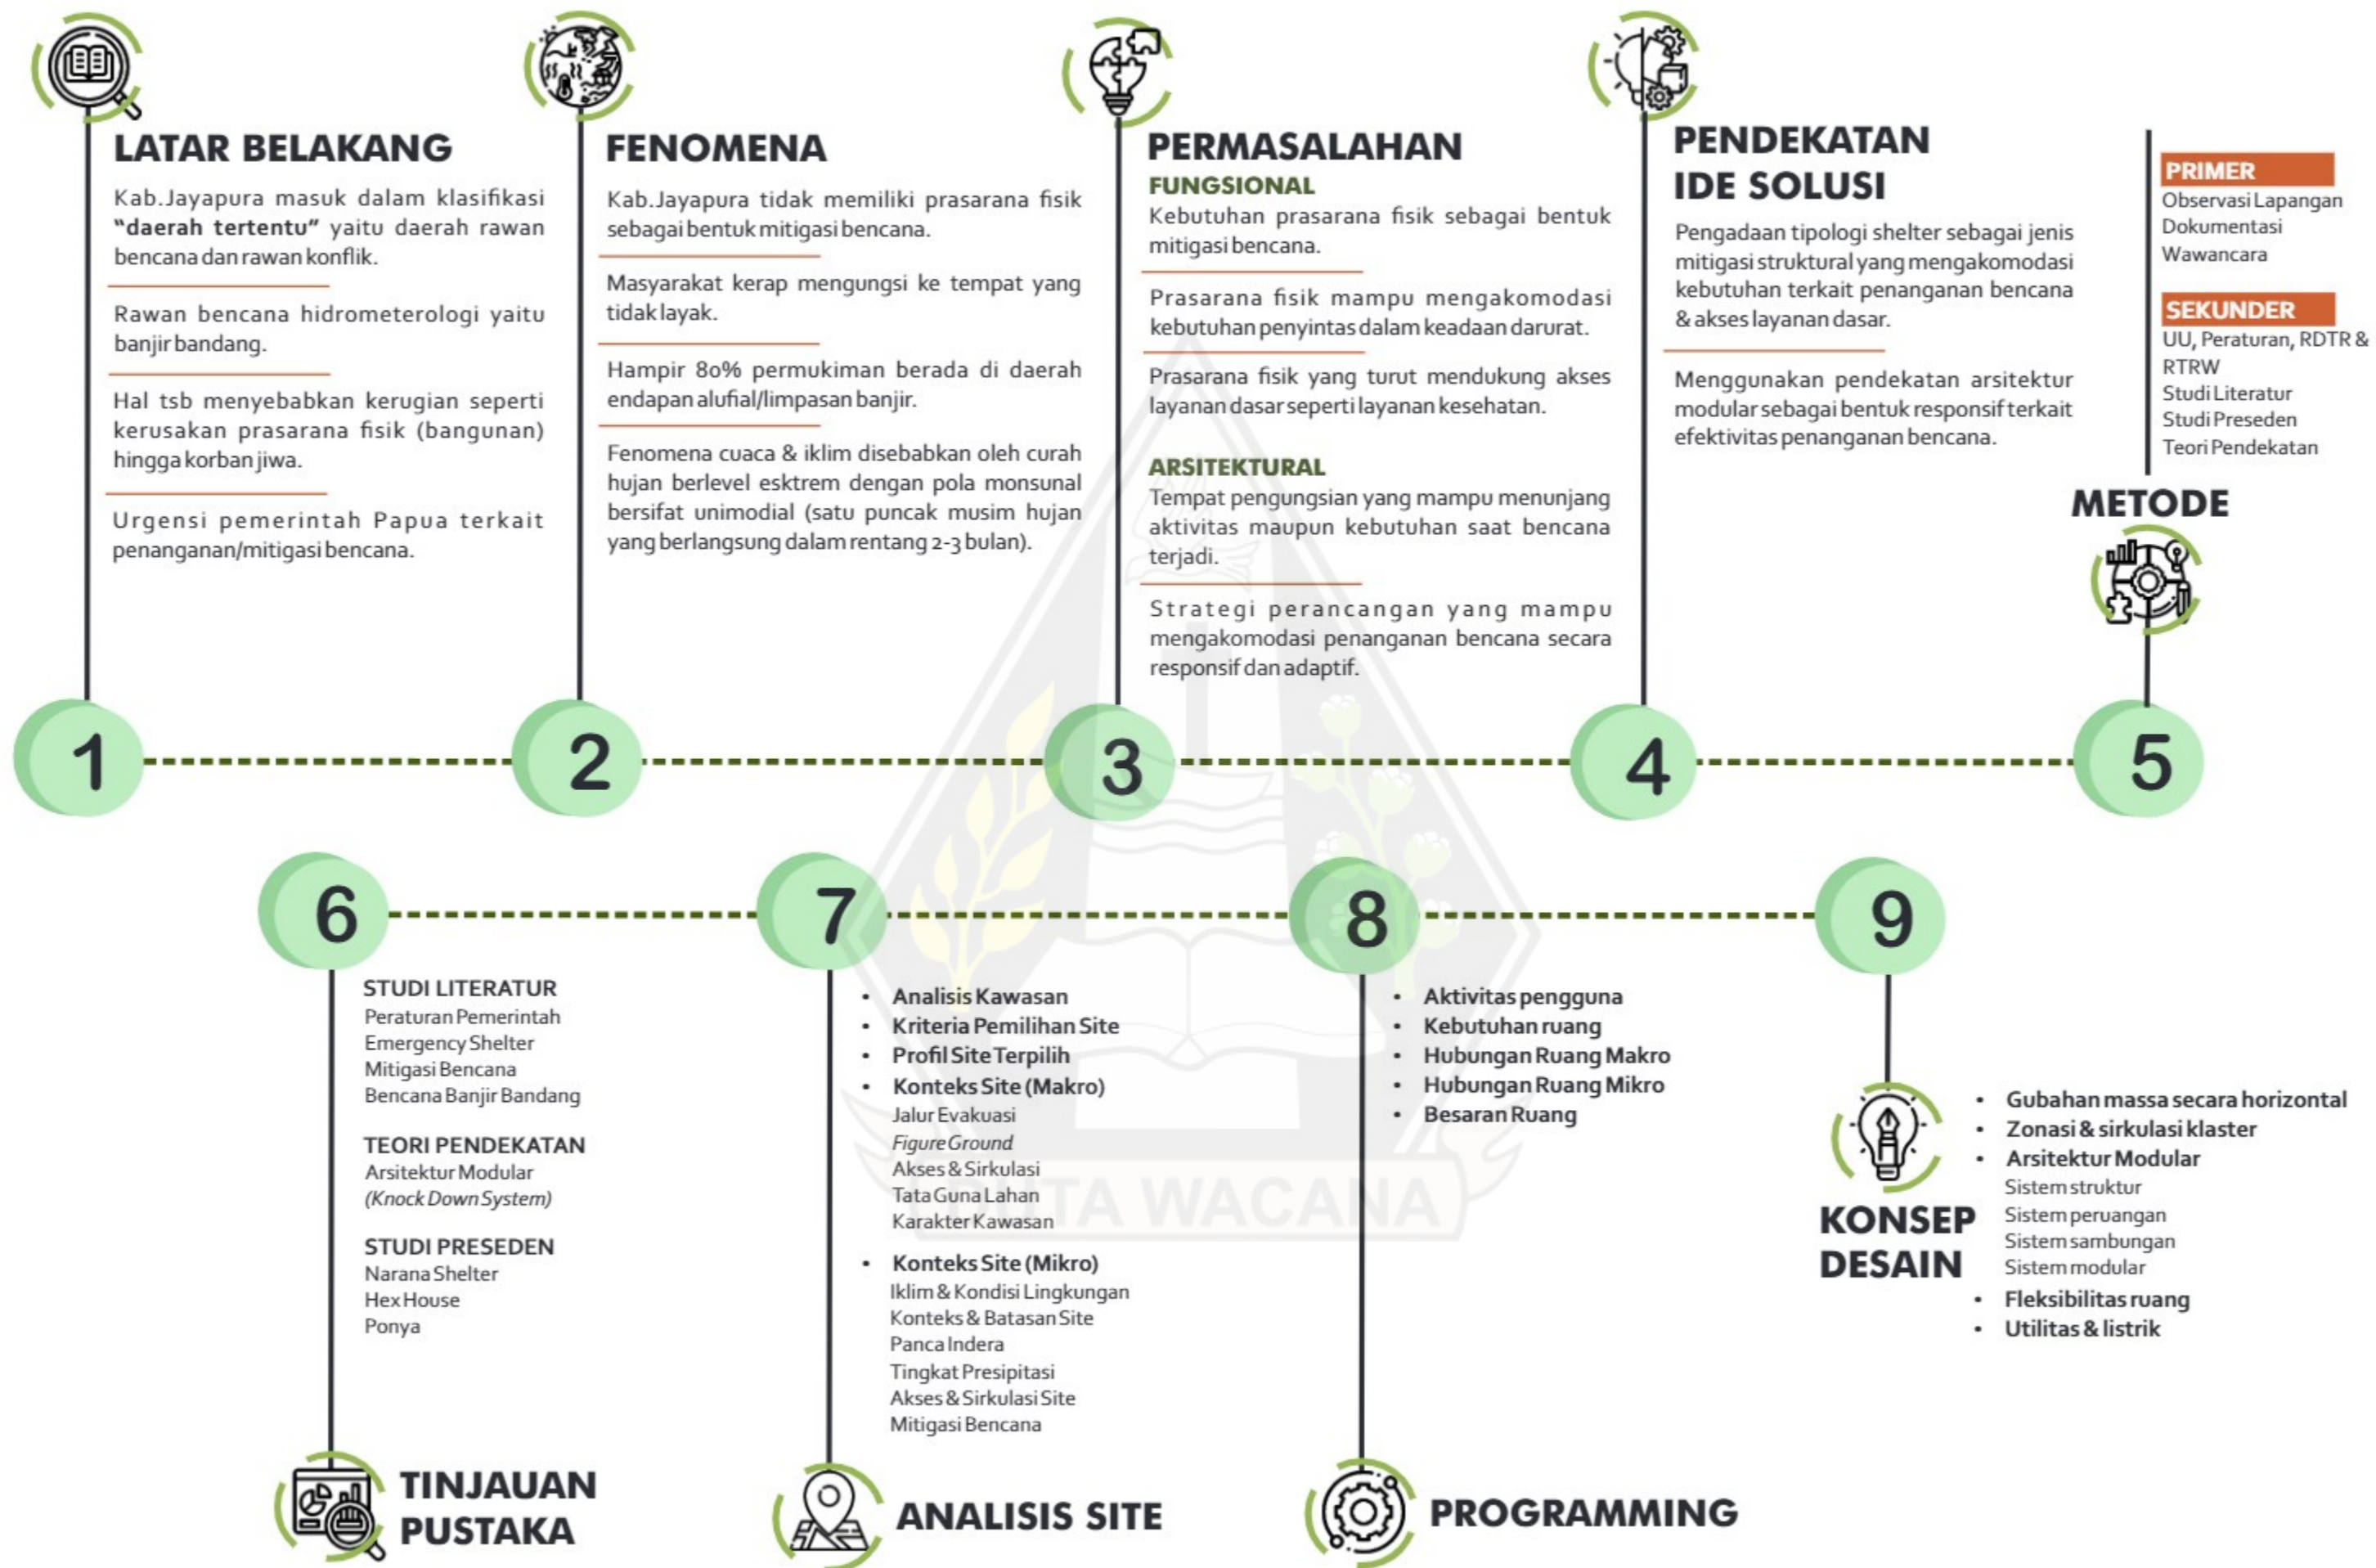 LATAR BELAKANG
Kab.Jayapura masuk dalam klasifikasi
"daerah tertentu" yaitu daerah rawan
bencana dan rawan konflik.
Rawan bencana hidrometerologi yaitu
banjir bandang.
Hal tsb menyebabkan kerugian seperti
kerusakan prasarana fisik (bangunan)
hingga korban jiwa.
Urgensi pemerintah Papua terkait
penanganan/mitigasi bencana.
FENOMENA
Kab.Jayapura tidak memiliki prasarana fisik
sebagai bentuk mitigasi bencana.
Masyarakat kerap mengungsi ke tempat yang
tidak layak.
Hampir 80% permukiman berada di daerah
endapan alufial/limpasan banjir.
Fenomena cuaca & iklim disebabkan oleh curah
hujan berlevel esktrem dengan pola monsunal
bersifat unimodial (satu puncak musim hujan
yang berlangsung dalam rentang 2-3 bulan).
PERMASALAHAN
FUNGSIONAL
Kebutuhan prasarana fisik sebagai bentuk
mitigasi bencana.
Prasarana fisik mampu mengakomodasi
kebutuhan penyintas dalam keadaan darurat.
Prasarana fisik yang turut mendukung akses
layanan dasar seperti layanan kesehatan.
ARSITEKTURAL
Tempat pengungsian yang mampu menunjang
aktivitas maupun kebutuhan saat bencana
terjadi.
Strategi perancangan yang mampu
mengakomodasi penanganan bencana secara
responsif dan adaptif.
PENDEKATAN
IDE SOLUSI
Pengadaan tipologi shelter sebagai jenis
mitigasi struktural yang mengakomodasi
kebutuhan terkait penanganan bencana
& akses layanan dasar.
Menggunakan pendekatan arsitektur
modular sebagai bentuk responsif terkait
efektivitas penanganan bencana.
PRIMER
Observasi Lapangan
Dokumentasi
Wawancara
SEKUNDER
UU, Peraturan, RDTR &
RTRW
Studi Literatur
Studi Preseden
Teori Pendekatan
METODE
1
2
3
4
5
6
7
8
9
STUDI LITERATUR
Peraturan Pemerintah
Emergency Shelter
Mitigasi Bencana
Bencana Banjir Bandang
TEORI PENDEKATAN
Arsitektur Modular
(Knock Down System)
STUDI PRESEDEN
Narana Shelter
Hex House
Ponya
TINJAUAN
PUSTAKA
• Analisis Kawasan
• Kriteria Pemilihan Site
• Profil Site Terpilih
• Konteks Site (Makro)
Jalur Evakuasi
Figure Ground
Akses & Sirkulasi
Tata Guna Lahan
Karakter Kawasan
• Konteks Site (Mikro)
Iklim & Kondisi Lingkungan
Konteks & Batasan Site
Panca Indera
Tingkat Presipitasi
Akses & Sirkulasi Site
Mitigasi Bencana
ANALISIS SITE
• Aktivitas pengguna
• Kebutuhan ruang
• Hubungan Ruang Makro
• Hubungan Ruang Mikro
• Besaran Ruang
PROGRAMMING
KONSEP
DESAIN
• Gubahan massa secara horizontal
• Zonasi & sirkulasi klaster
• Arsitektur Modular
Sistem struktur
Sistem peruangan
Sistem sambungan
Sistem modular
• Fleksibilitas ruang
• Utilitas & listrik
DUTA WACANA